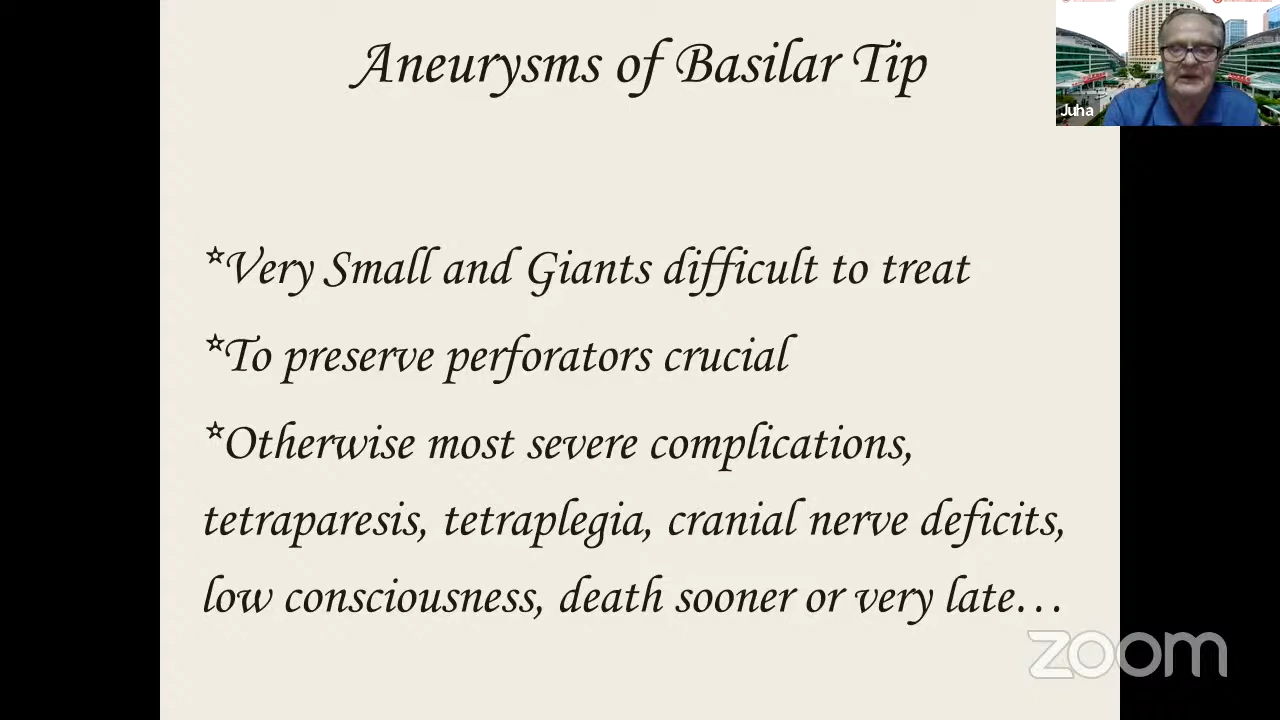 Aneurysms of Basilar Tip
Juha
*Very Small and Giants difficult to treat
*To preserve perforators crucial
*Otherwise most severe complications,
tetraparesis, tetraplegia, cranial nerve deficits,
low consciousness, death sooner or very late…
zoom